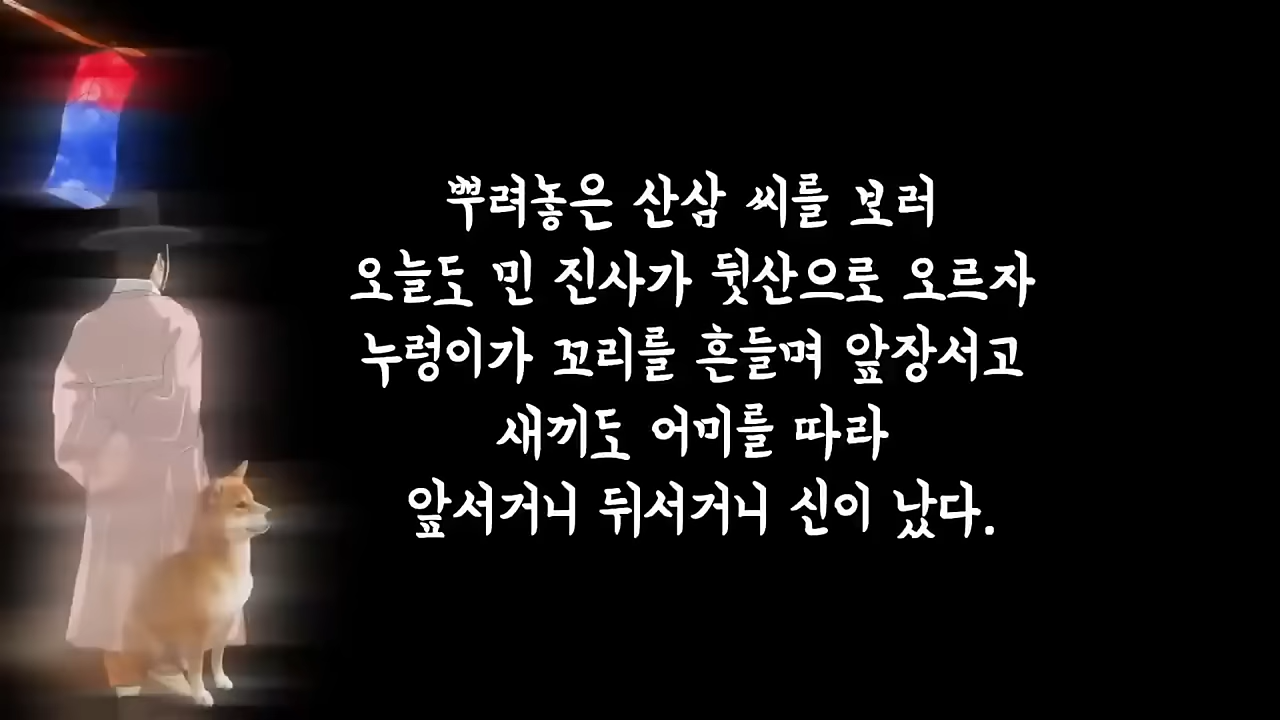 뿌려놓은 산삼 씨를 보러
오늘도 민 진사가 뒷산으로 오르자
누렁이가 꼬리를 흔들며 앞장서고
새끼도 어미를 따라
앞서거니 뒤서거니 신이 났다.